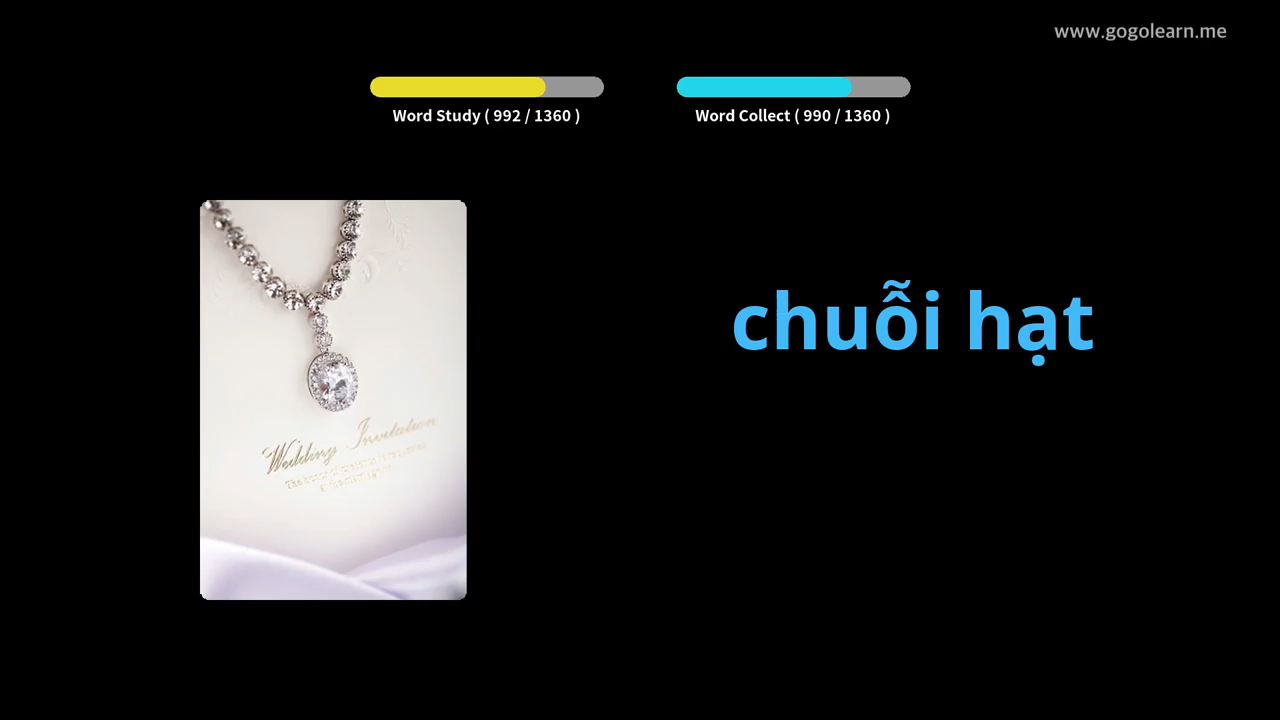 www.gogolearn.me
Word Study ( 992 / 1360 )
Word Collect ( 990 / 1360 )
chuỗi hạt
Wedding Invitation